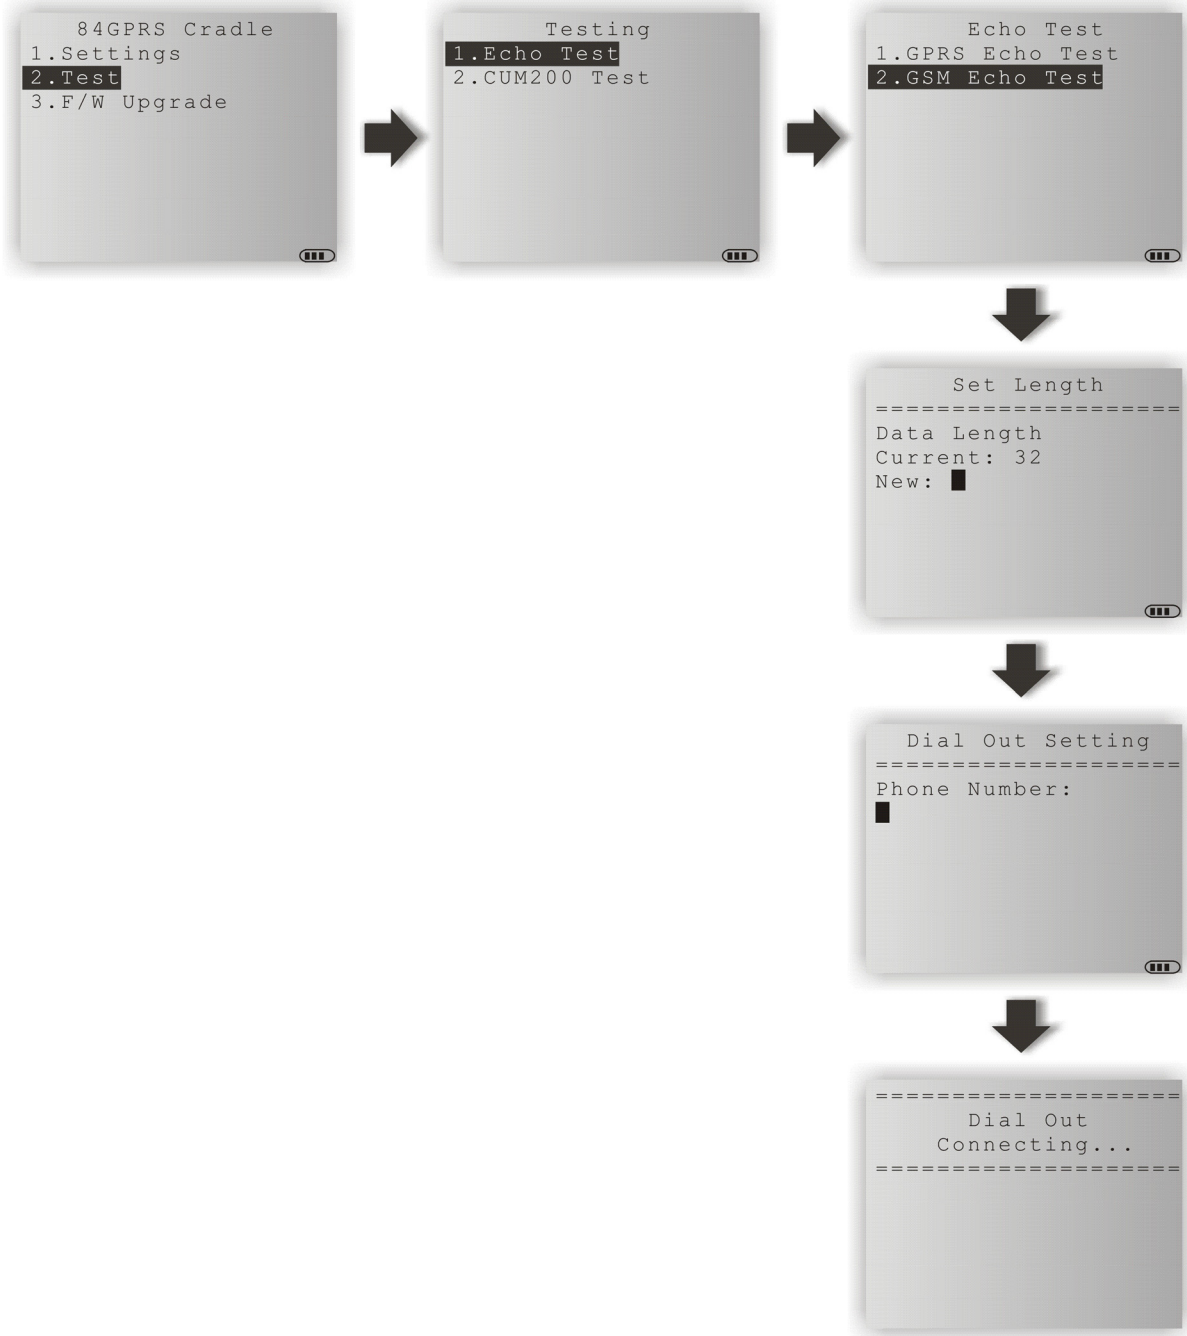 84GPRS Cradle
1.Settings
2.Test
3.F/W Upgrade
Testing
1.Echo Test
2.CUM200 Test
Echo Test
1.GPRS Echo Test
2.GSM Echo Test
Set Length
====================
Data Length
Current: 32
New:
Dial Out Setting
====================
Phone Number:
====================
Dial Out
Connecting...
====================